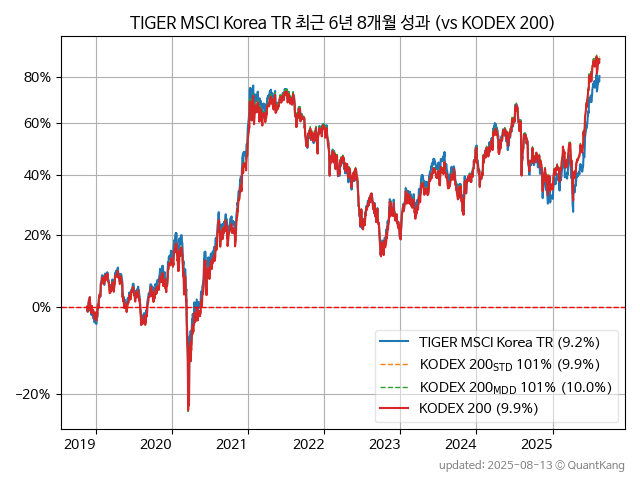 TIGER MSCI Korea TR 최근 6년 8개월 성과 (vs KODEX 200)
80%
60%
40%
20%
0%
−20%
TIGER MSCI Korea TR (9.2%)
KODEX 200STD 101% (9.9%)
KODEX 200MDD 101% (10.0%)
KODEX 200 (9.9%)
2019 2020 2021 2022 2023 2024 2025
updated: 2025-08-13 © QuantKang